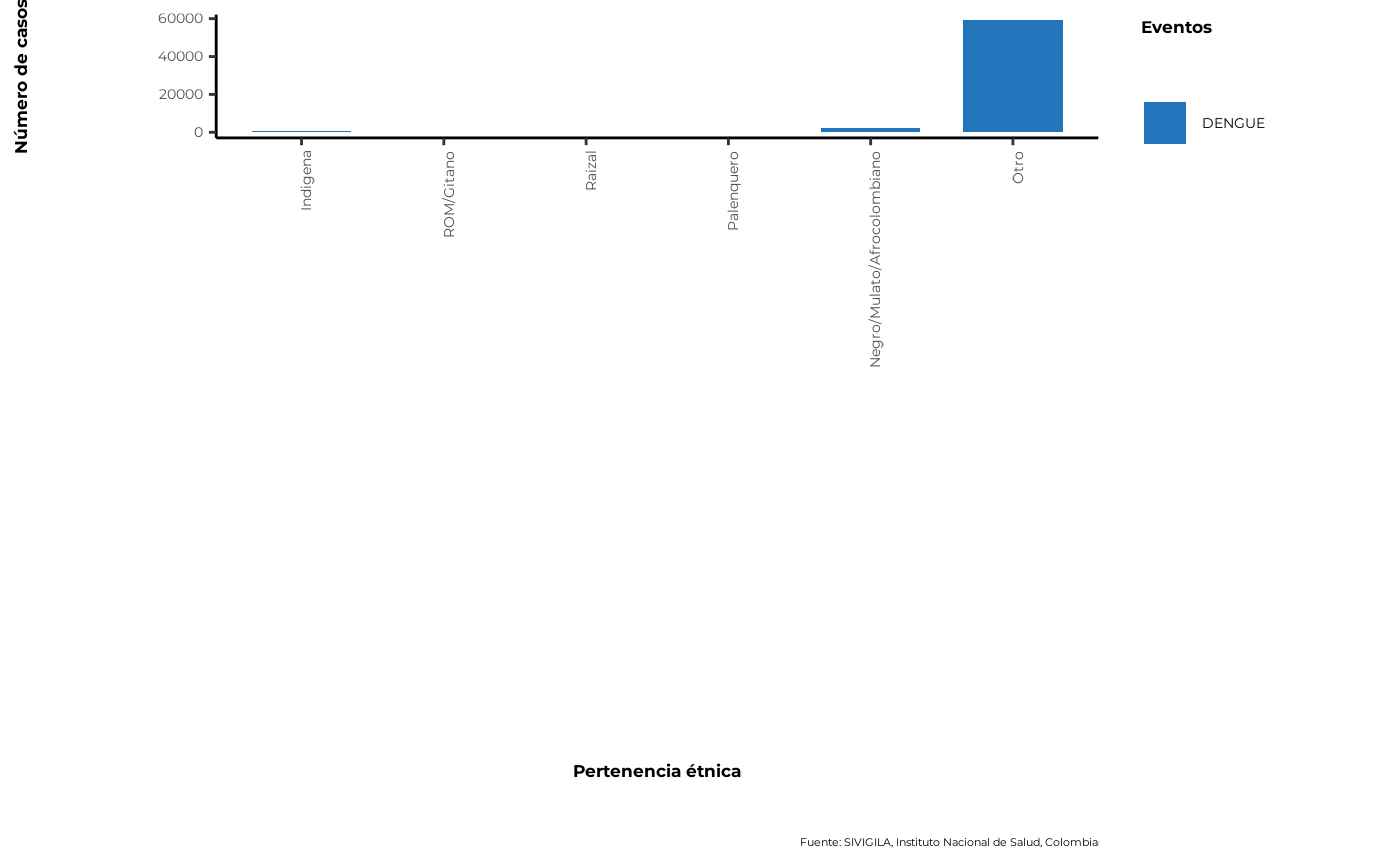 Número de casos
60000
40000
20000
0
Indigena
ROM/Gitano
Raizal
Palenquero
Negro/Mulato/Afrocolombiano
Otro
Pertenencia étnica
Eventos
DENGUE
Fuente: SIVIGILA, Instituto Nacional de Salud, Colombia